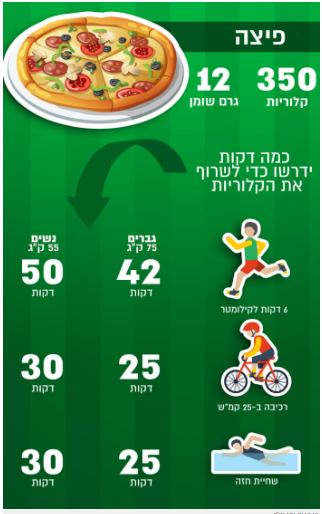 פיצה
350 12
קלוריות גרם שומן
כמה דקות
ידרשו כדי לשרוף
את הקלוריות
גברים נשים
75 ק"ג 55 ק"ג
42 50
דקות דקות
6 דקות לקילומטר
25 30
דקות דקות
רכיבה ב-25 קמ"ש
25 30
דקות דקות
שחיית חזה